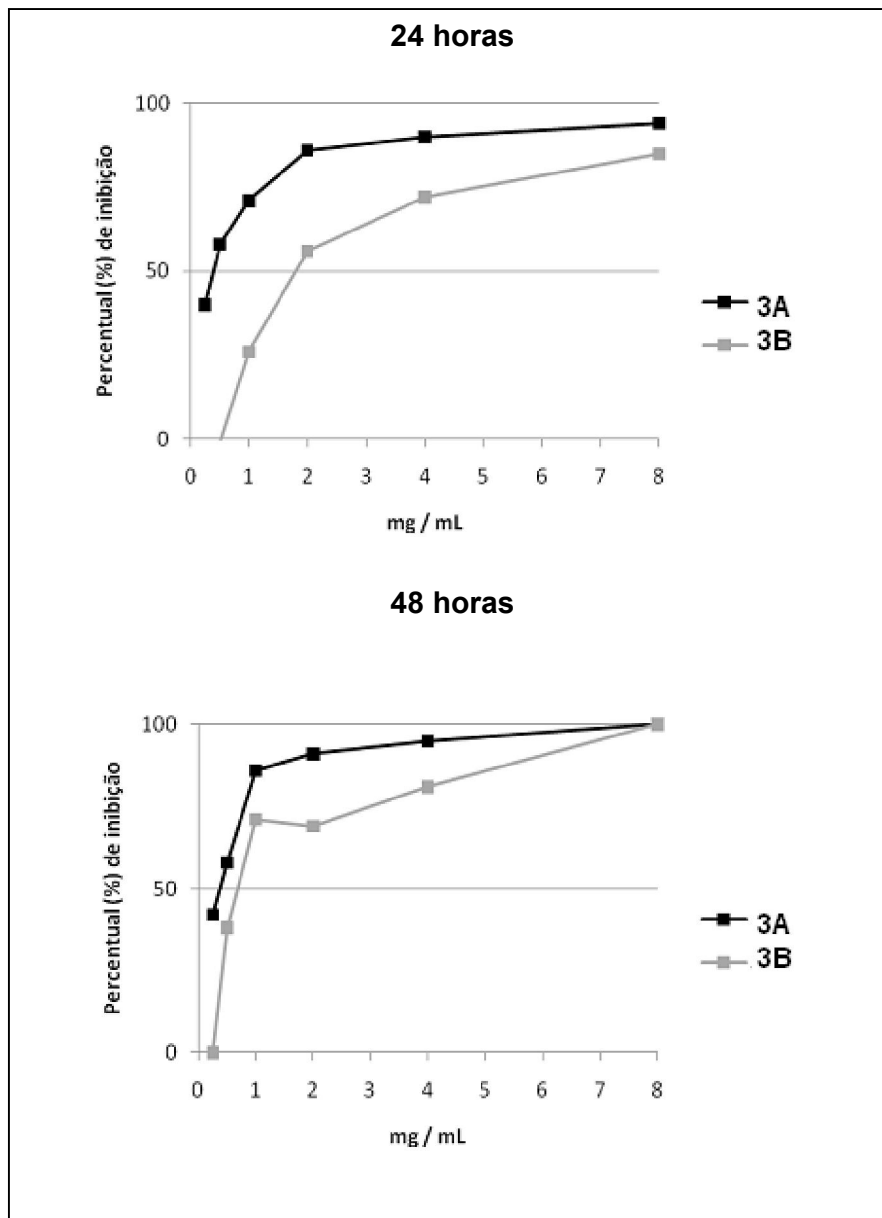 24 horas
100
50
0
Percentual (%) de inibição
0 1 2 3 4 5 6 7 8
mg / mL
3A
3B
48 horas
100
50
0
Percentual (%) de inibição
0 1 2 3 4 5 6 7 8
mg / mL
3A
3B